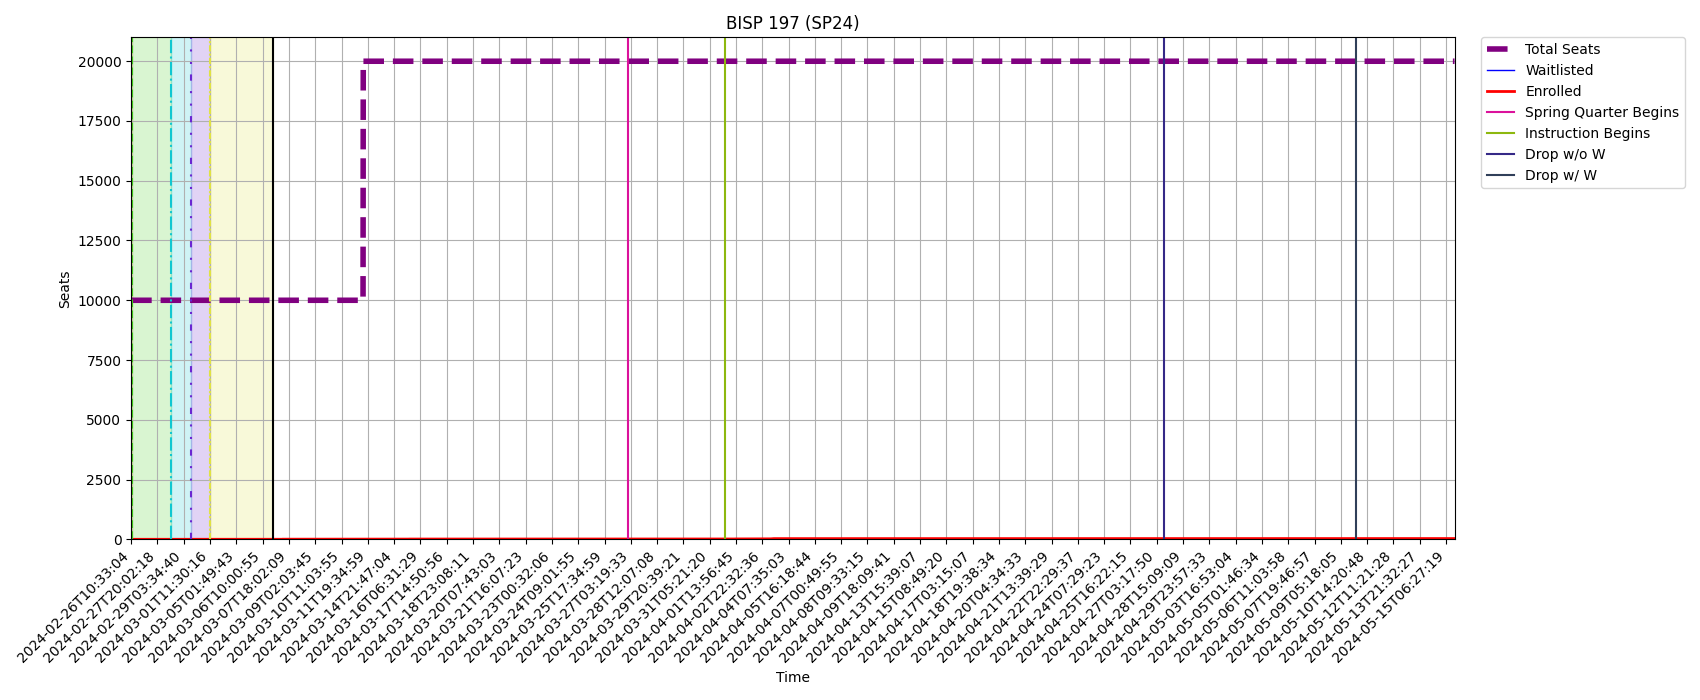 BISP 197 (SP24)
Total Seats
Waitlisted
Enrolled
Spring Quarter Begins
Instruction Begins
Drop w/o W
Drop w/ W
Seats
20000
17500
15000
12500
10000
7500
5000
2500
0
2024-02-26T10:33:04
2024-02-27T20:02:18
2024-02-29T03:34:40
2024-03-01T11:30:16
2024-03-05T01:49:43
2024-03-06T10:00:55
2024-03-07T18:02:09
2024-03-09T02:03:45
2024-03-10T11:03:55
2024-03-11T19:34:59
2024-03-14T21:47:04
2024-03-16T06:31:29
2024-03-17T14:50:56
2024-03-18T23:08:11
2024-03-20T07:43:03
2024-03-21T16:07:23
2024-03-23T00:32:06
2024-03-24T09:01:55
2024-03-25T17:34:59
2024-03-27T03:19:33
2024-03-28T12:07:08
2024-03-29T20:39:21
2024-03-31T05:21:20
2024-04-01T13:56:45
2024-04-02T22:32:36
2024-04-04T07:35:03
2024-04-05T16:18:44
2024-04-07T00:49:55
2024-04-08T09:33:15
2024-04-09T18:09:41
2024-04-13T15:39:07
2024-04-15T08:49:20
2024-04-17T03:15:07
2024-04-18T19:38:34
2024-04-20T04:34:33
2024-04-21T13:39:29
2024-04-22T22:29:37
2024-04-24T07:29:23
2024-04-25T16:22:15
2024-04-27T03:17:50
2024-04-28T15:09:09
2024-04-29T23:57:33
2024-05-03T16:53:04
2024-05-05T01:46:34
2024-05-06T11:03:58
2024-05-07T19:46:57
2024-05-09T05:18:05
2024-05-10T14:20:48
2024-05-12T11:21:28
2024-05-13T21:32:27
2024-05-15T06:27:19
Time